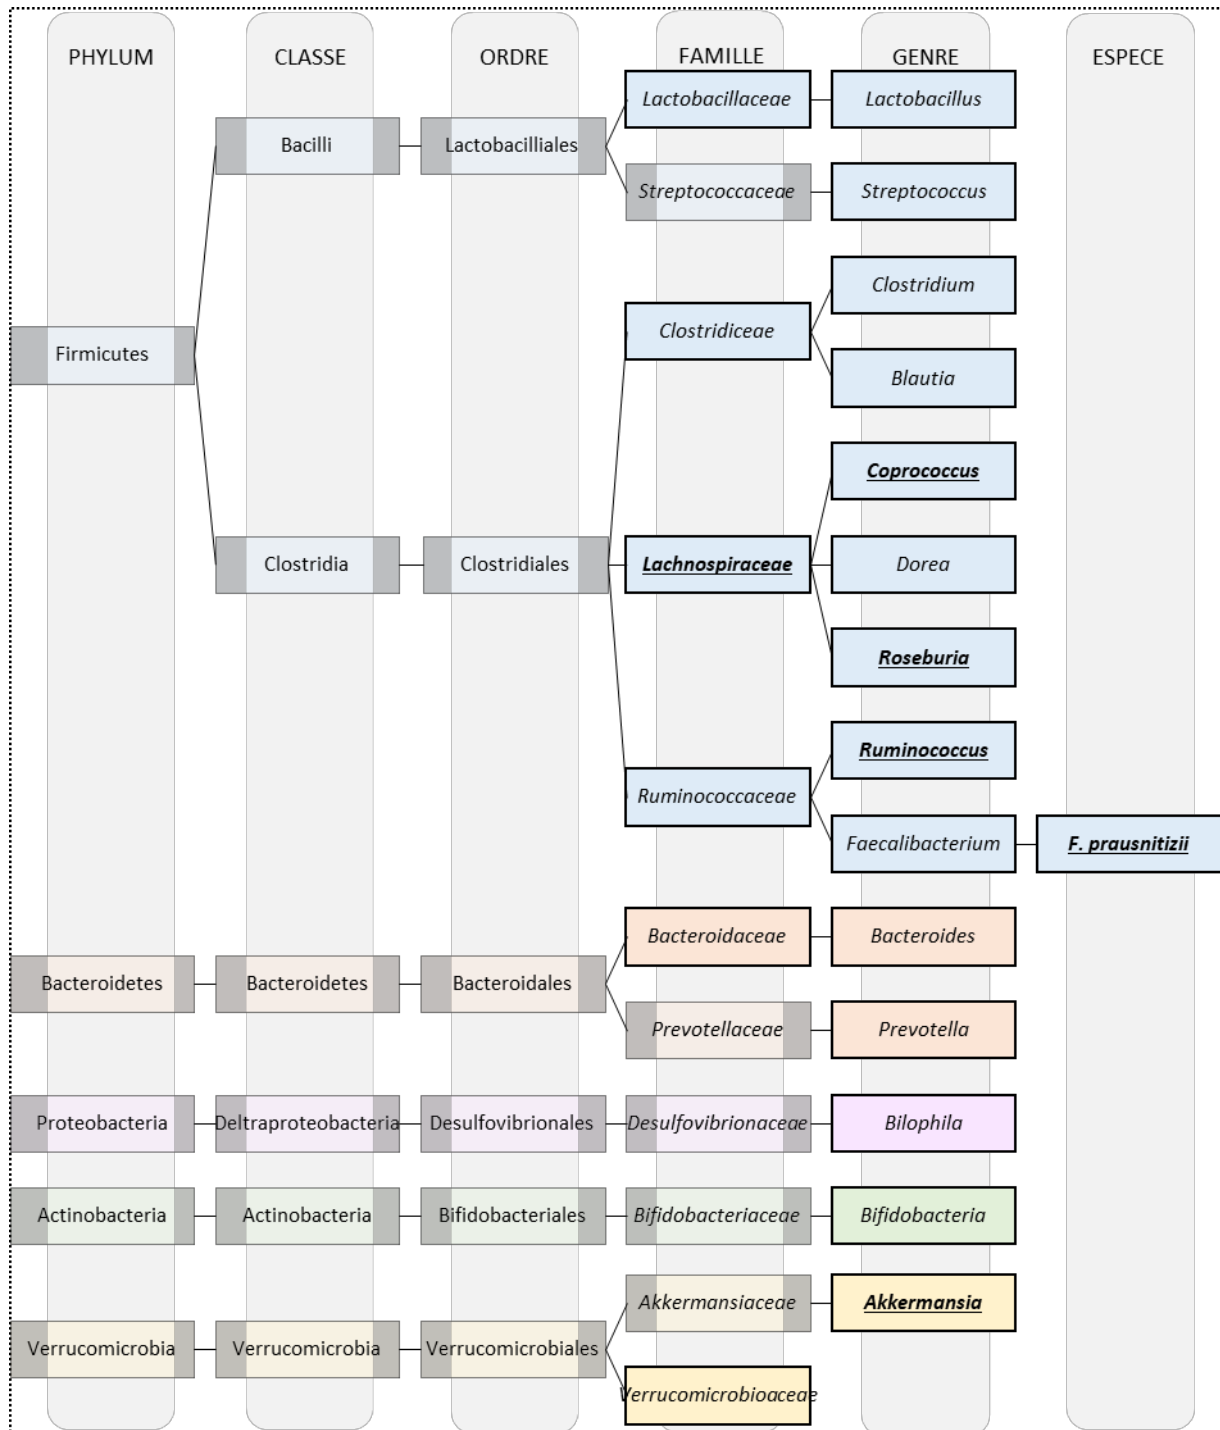 PHYLUM
CLASSE
ORDRE
FAMILLE
GENRE
ESPECE
Lactobacillaceae
Lactobacillus
Bacilli
Lactobacilliales
Streptococcaceae
Streptococcus
Clostridium
Firmicutes
Clostridiceae
Blautia
Coprococcus
Clostridia
Clostridiales
Lachnospiraceae
Dorea
Roseburia
Ruminococcus
Ruminococcaceae
Faecalibacterium
F. prausnitizii
Bacteroidaceae
Bacteroides
Bacteroidetes
Bacteroidetes
Bacteroidales
Prevotellaceae
Prevotella
Proteobacteria
Deltraproteobacteria
Desulfovibrionales
Desulfovibrionaceae
Bilophila
Actinobacteria
Actinobacteria
Bifidobacteriales
Bifidobacteriaceae
Bifidobacteria
Akkermansiaceae
Akkermansia
Verrucomicrobia
Verrucomicrobia
Verrucomicrobiales
Verrucomicrobioaceae